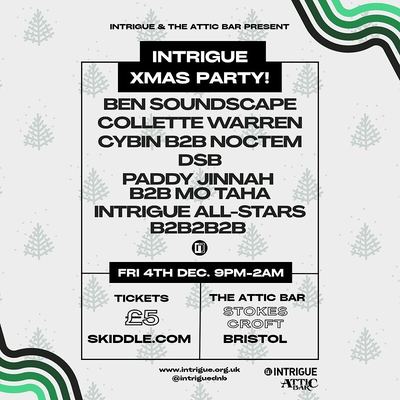 INTRIGUE & THE ATTIC BAR PRESENT
INTRIGUE
XMAS PARTY!
BEN SOUNDSCAPE
COLLETTE WARREN
CYBIN B2B NOCTEM
DSB
PADDY JINNAH
B2B MO TAHA
INTRIGUE ALL-STARS
B2B2B2B
FRI 4TH DEC. 9PM-2AM
TICKETS
£5
SKIDDLE.COM
THE ATTIC BAR
STOKES
CROFT
BRISTOL
www.intrigue.org.uk
@intriguednb
INTRIGUE
ATTIC
BAR